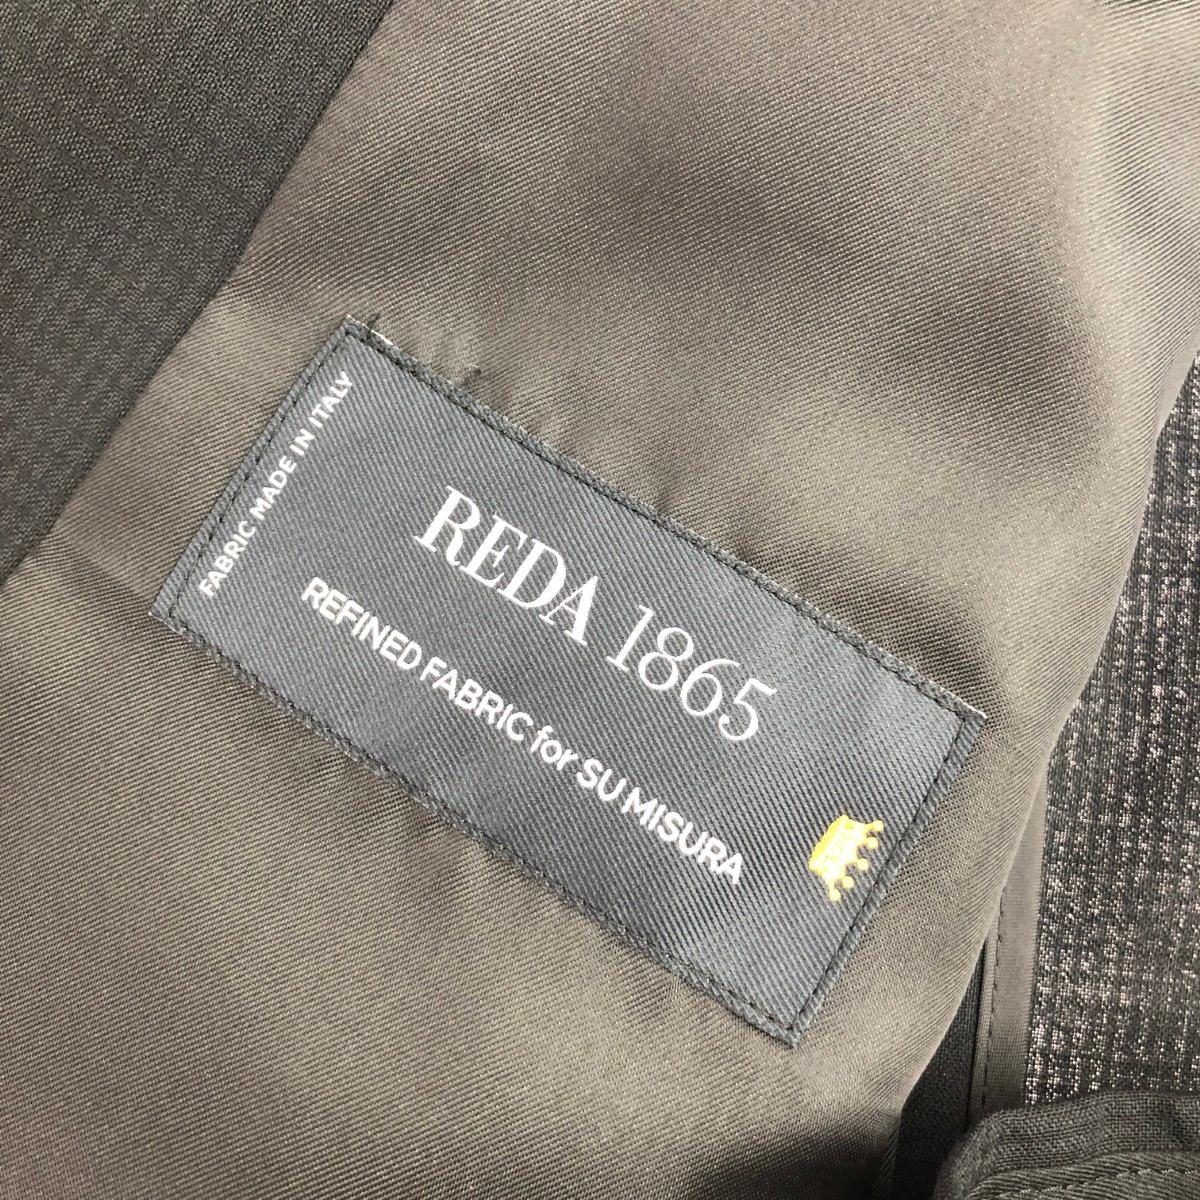 FABRIC MADE IN ITALY
REDA 1865
REFINED FABRIC for SU MISURA